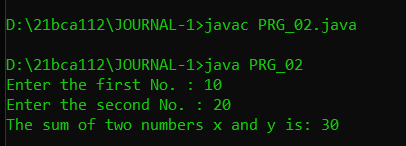 D:\21bca112\JOURNAL-1>javac PRG_02.java
D:\21bca112\JOURNAL-1>java PRG_02
Enter the first No. : 10
Enter the second No. : 20
The sum of two numbers x and y is: 30